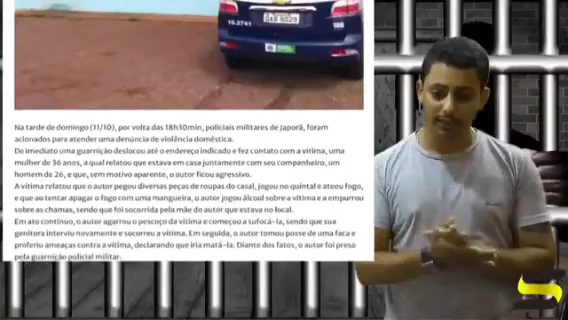 Na tarde de domingo (11/10), por volta das 18h30min, policiais militares de Japorã, foram
acionados para atender uma denúncia de violência doméstica.
De imediato uma guarnição deslocou até o endereço indicado e fez contato com a vítima, uma
mulher de 36 anos, a qual relatou que estava em casa juntamente com seu companheiro, um
homem de 26, e que, sem motivo aparente, o autor ficou agressivo.
A vítima relatou que o autor pegou diversas peças de roupas do casal, jogou no quintal e ateou fogo,
e que ao tentar apagar o fogo com uma mangueira, o autor jogou álcool sobre a vítima e a empurrou
sobre as chamas, sendo que foi socorrida pela mãe do autor que estava no local.
Em ato contínuo, o autor agarrou o pescoço da vítima e começou a sufocá-la, sendo que sua
genitora interviu novamente e socorreu a vítima. Em seguida, o autor tomou posse de uma faca e
proferiu ameaças contra a vítima, declarando que iria matá-la. Diante dos fatos, o autor foi preso
pela guarnição policial militar.